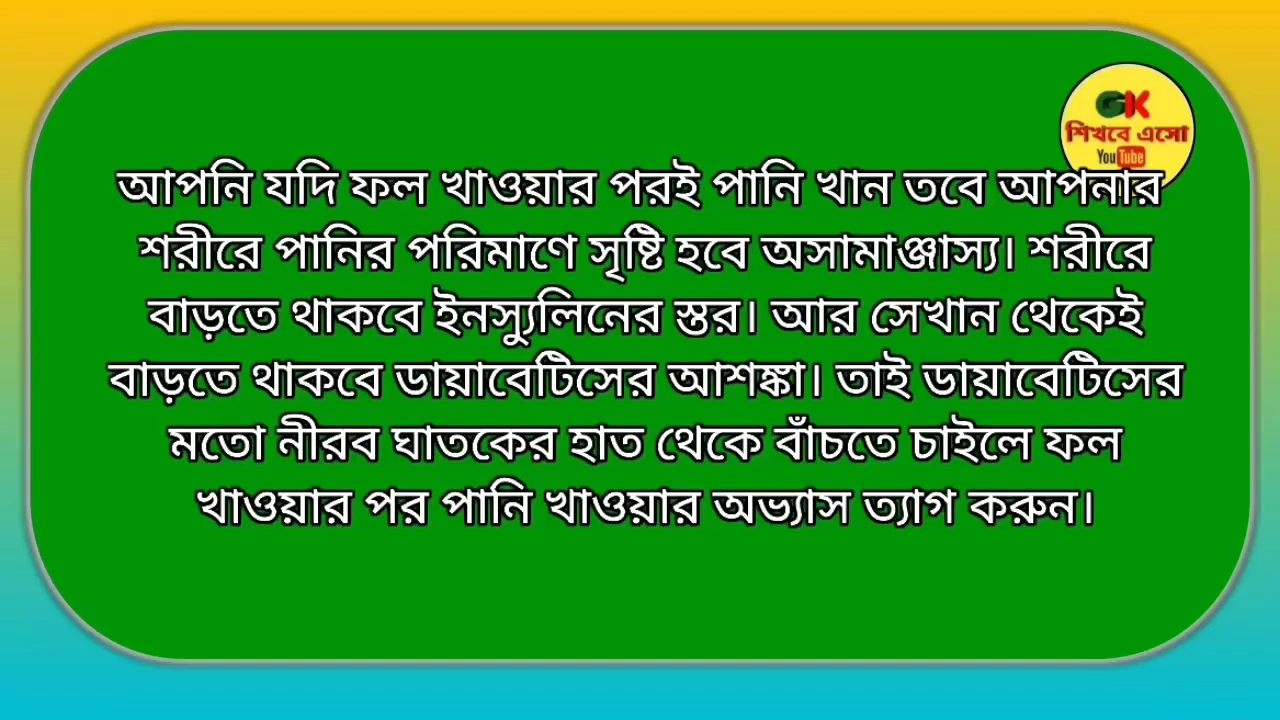 GK
শিখবে এসো
YouTube
আপনি যদি ফল খাওয়ার পরই পানি খান তবে আপনার
শরীরে পানির পরিমাণে সৃষ্টি হবে অসামাঞ্জাস্য। শরীরে
বাড়তে থাকবে ইনস্যুলিনের স্তর। আর সেখান থেকেই
বাড়তে থাকবে ডায়াবেটিসের আশঙ্কা। তাই ডায়াবেটিসের
মতো নীরব ঘাতকের হাত থেকে বাঁচতে চাইলে ফল
খাওয়ার পর পানি খাওয়ার অভ্যাস ত্যাগ করুন।